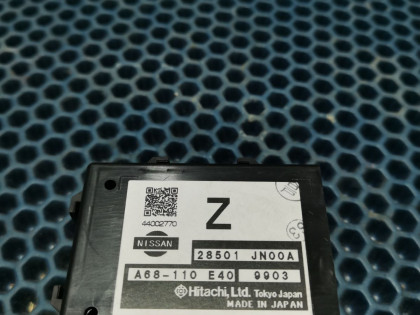 Z
44002770
NISSAN
28501 JN00A
A68-110 E40 9903
Hitachi, Ltd. Tokyo Japan
MADE IN JAPAN